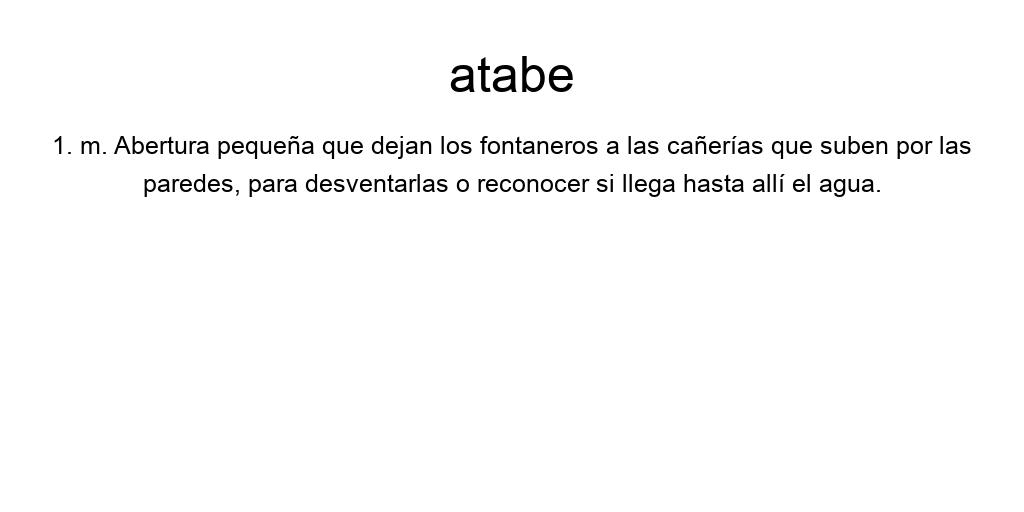 atabe
1. m. Abertura pequeña que dejan los fontaneros a las cañerías que suben por las
paredes, para desventarlas o reconocer si llega hasta allí el agua.